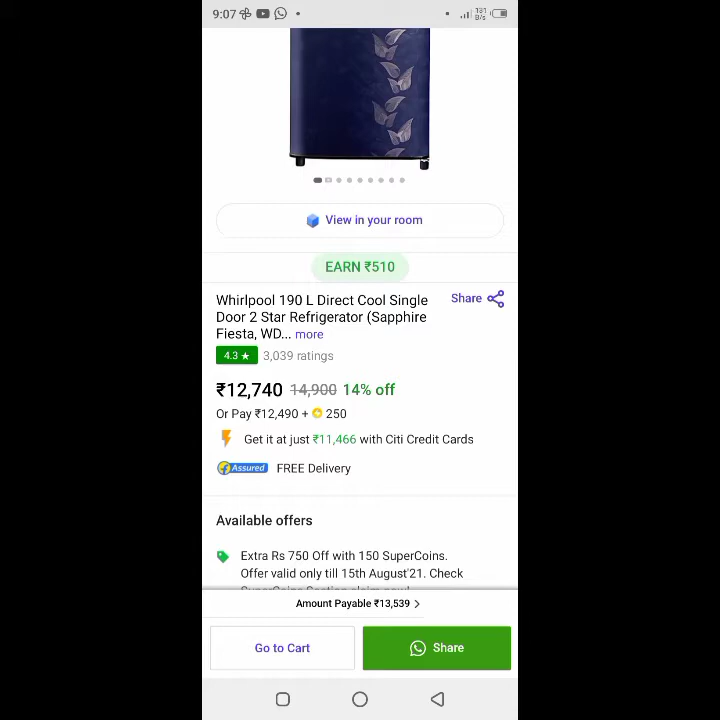 9:07
181
B/s
View in your room
EARN ₹510
Whirlpool 190 L Direct Cool Single
Share
Door 2 Star Refrigerator (Sapphire
Fiesta, WD... more
4.3 ★ 3,039 ratings
₹12,740 14,900 14% off
Or Pay ₹12,490 + 250
Get it at just ₹11,466 with Citi Credit Cards
Assured FREE Delivery
Available offers
Extra Rs 750 Off with 150 SuperCoins.
Offer valid only till 15th August'21. Check
Amount Payable ₹13,539 >
Go to Cart
Share